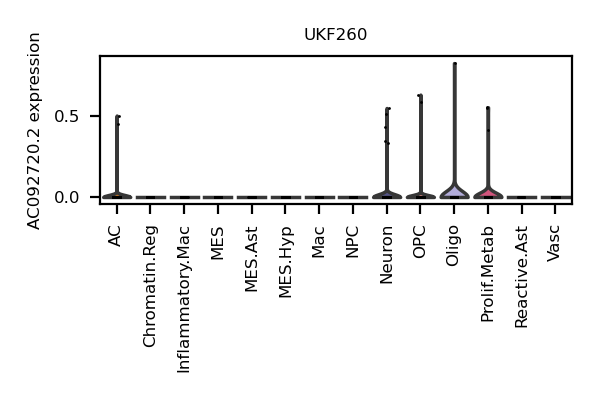 UKF260
AC092720.2 expression
0.5
0.0
AC
Chromatin.Reg
Inflammatory.Mac
MES
MES.Ast
MES.Hyp
Mac
NPC
Neuron
OPC
Oligo
Prolif.Metab
Reactive.Ast
Vasc